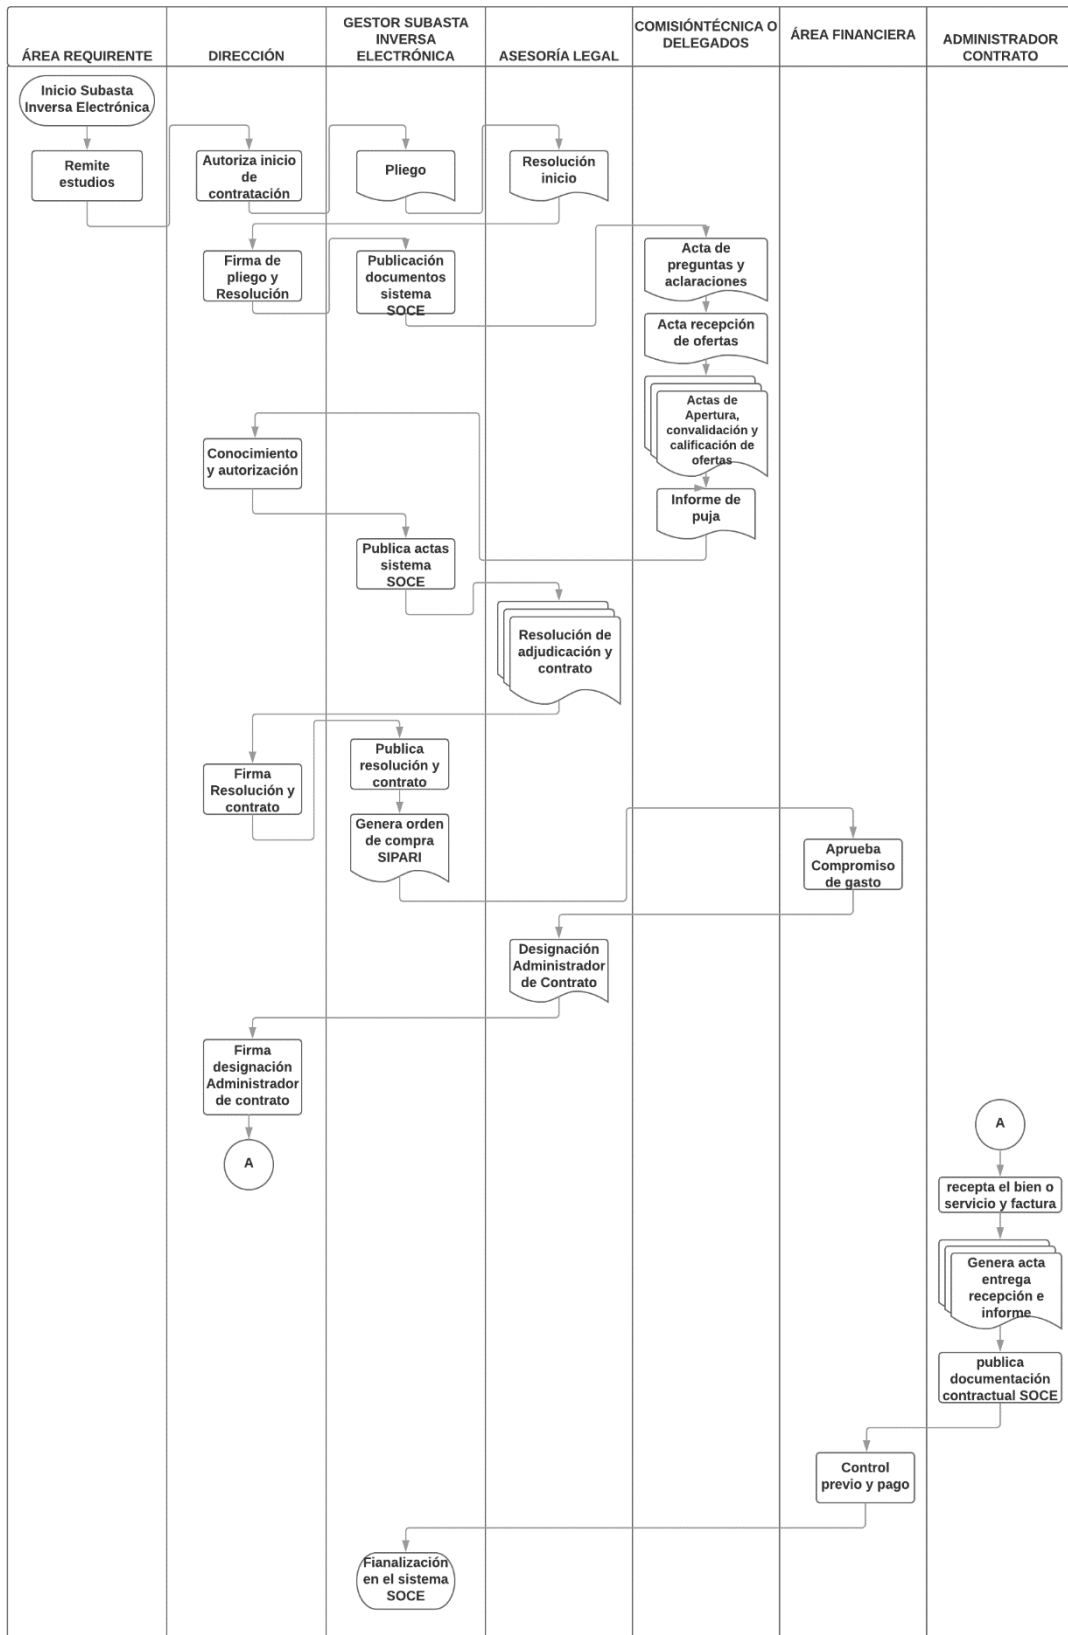 ÁREA REQUIRENTE
DIRECCIÓN
GESTOR SUBASTA
INVERSA
ELECTRÓNICA
ASESORÍA LEGAL
COMISIÓNTÉCNICA O
DELEGADOS
ÁREA FINANCIERA
ADMINISTRADOR
CONTRATO
Inicio Subasta
Inversa Electrónica
Remite
estudios
Autoriza inicio
de
contratación
Pliego
Resolución
inicio
Firma de
pliego y
Resolución
Publicación
documentos
sistema
SOCE
Acta de
preguntas y
aclaraciones
Acta recepción
de ofertas
Actas de
Apertura,
convalidación y
calificación de
ofertas
Informe de
puja
Conocimiento
y autorización
Publica actas
sistema
SOCE
Resolución de
adjudicación y
contrato
Firma
Resolución y
contrato
Publica
resolución y
contrato
Genera orden
de compra
SIPARI
Aprueba
Compromiso
de gasto
Designación
Administrador
de Contrato
Firma
designación
Administrador
de contrato
A
A
recepta el bien o
servicio y factura
Genera acta
entrega
recepción e
informe
publica
documentación
contractual SOCE
Control
previo y pago
Fianalización
en el sistema
SOCE